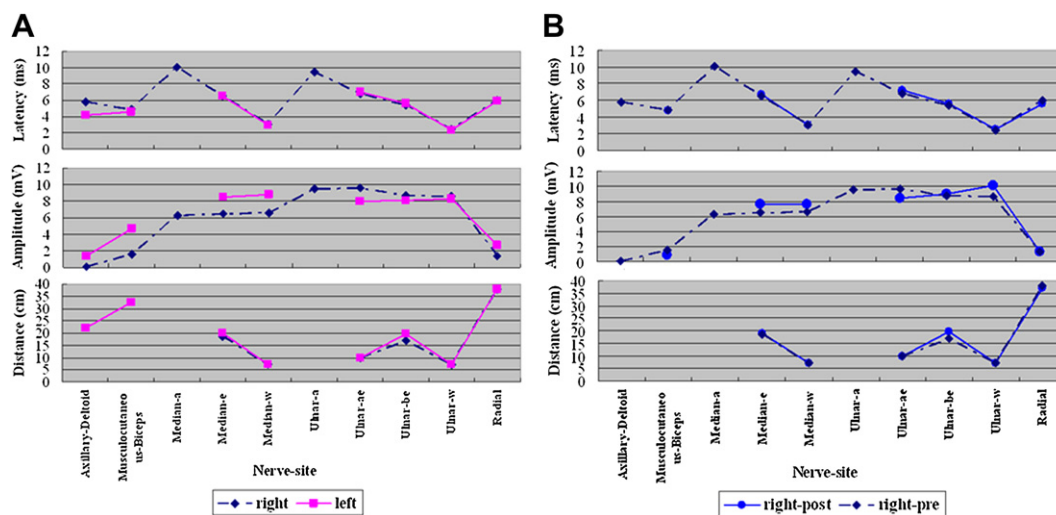 A
Latency (ms)
12
10
8
6
4
2
0
Amplitude (mV)
12
10
8
6
4
2
0
Distance (cm)
40
35
30
25
20
15
10
5
0
Axillary-Deltoid
Musculocutaneo
us-Biceps
Median-a
Median-e
Median-w
Ulnar-a
Ulnar-ae
Ulnar-be
Ulnar-w
Radial
Nerve-site
right left
B
Latency (ms)
12
10
8
6
4
2
0
Amplitude (mV)
12
10
8
6
4
2
0
Distance (cm)
40
35
30
25
20
15
10
5
0
Axillary-Deltoid
Musculocutaneo
us-Biceps
Median-a
Median-e
Median-w
Ulnar-a
Ulnar-ae
Ulnar-be
Ulnar-w
Radial
Nerve-site
right-post right-pre